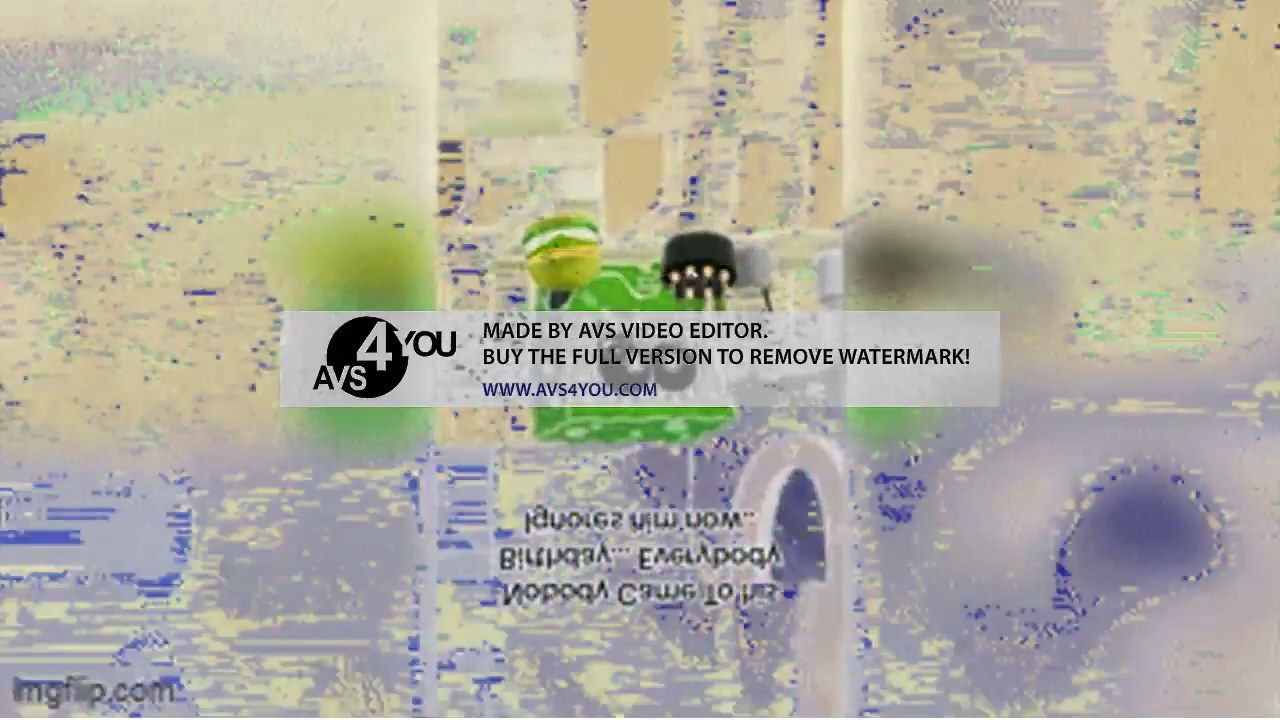 AVS4YOU
MADE BY AVS VIDEO EDITOR.
BUY THE FULL VERSION TO REMOVE WATERMARK!
WWW.AVS4YOU.COM
Nobody Came To his
Birthday... Everybody
Ignores him now..
imgflip.com